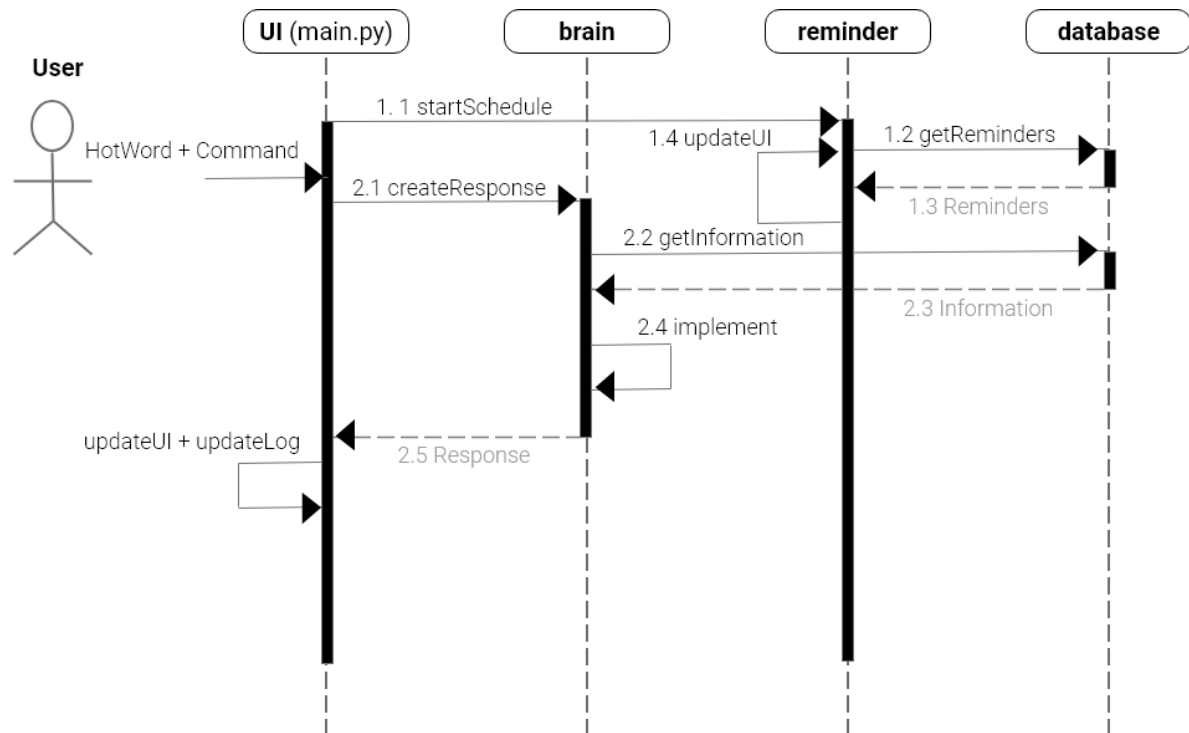 UI (main.py)
brain
reminder
database
User
1. 1 startSchedule
1.4 updateUI
1.2 getReminders
HotWord + Command
2.1 createResponse
1.3 Reminders
2.2 getInformation
2.3 Information
2.4 implement
updateUI + updateLog
2.5 Response